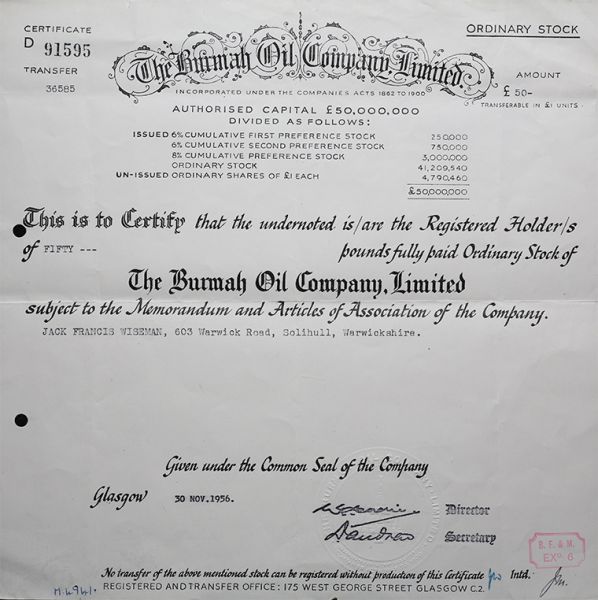 CERTIFICATE
D 91595
TRANSFER
36585
ORDINARY STOCK
The Burmah Oil Company, Limited.
INCORPORATED UNDER THE COMPANIES ACTS 1862 TO 1900
AMOUNT
£ 50-
TRANSFERABLE IN £1 UNITS
AUTHORISED CAPITAL £50,000,000
DIVIDED AS FOLLOWS:
ISSUED 6% CUMULATIVE FIRST PREFERENCE STOCK 250,000
6% CUMULATIVE SECOND PREFERENCE STOCK 750,000
8% CUMULATIVE PREFERENCE STOCK 3,000,000
ORDINARY STOCK 41,209,540
UN-ISSUED ORDINARY SHARES OF £1 EACH 4,790,460
£50,000,000
This is to Certify that the undernoted is/are the Registered Holder/s
of FIFTY --- pounds fully paid Ordinary Stock of
The Burmah Oil Company, Limited
subject to the Memorandum and Articles of Association of the Company.
JACK FRANCIS WISEMAN, 603 Warwick Road, Solihull, Warwickshire.
Given under the Common Seal of the Company
Glasgow 30 NOV.1956.
Director
Secretary
B. F. & M.
EXD 6
No transfer of the above mentioned stock can be registered without production of this Certificate Intd.
REGISTERED AND TRANSFER OFFICE: 175 WEST GEORGE STREET GLASGOW C.2.